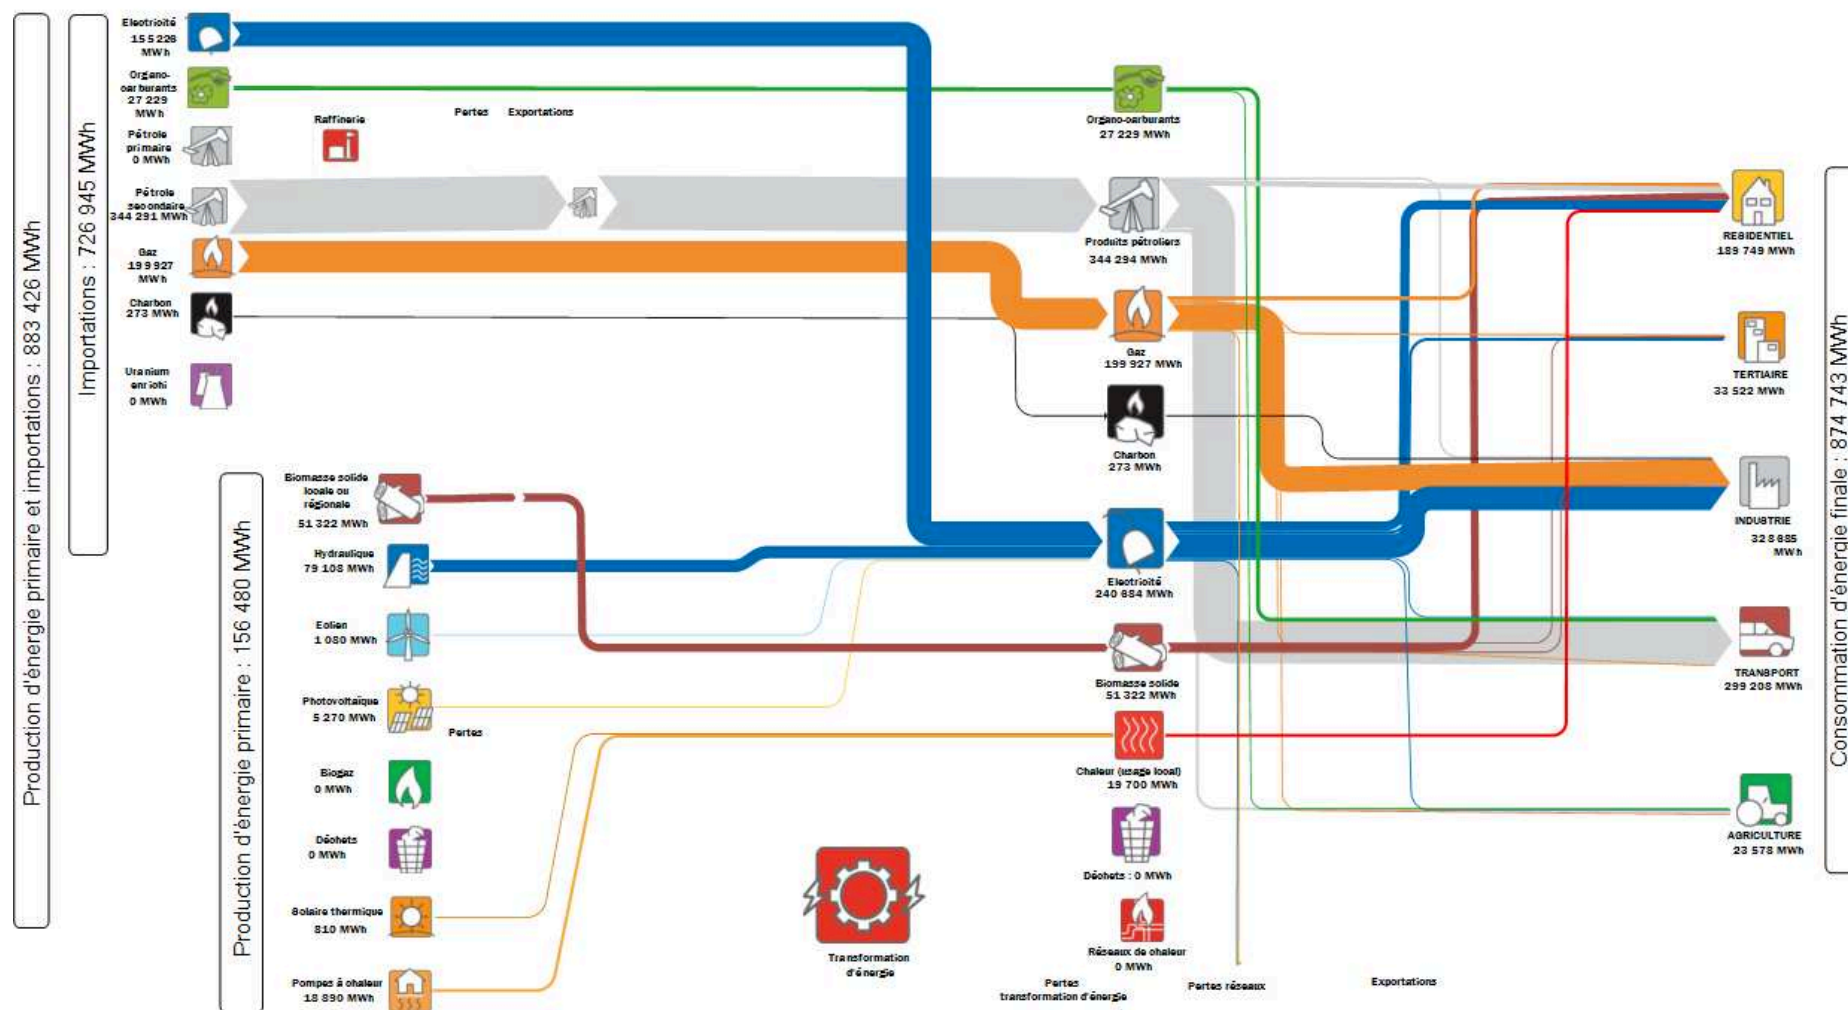 Production d'énergie primaire et importations : 883 426 MWh
Importations : 726 945 MWh
Electricité
155 226
MWh
Organo-
carburants
27 229
MWh
Pétrole
primaire
0 MWh
Pétrole
secondaire
344 291 MWh
Gaz
199 927
MWh
Charbon
273 MWh
Uranium
enrichi
0 MWh
Raffinerie
Pertes
Exportations
Production d'énergie primaire : 156 480 MWh
Biomasse solide
locale ou
régionale
51 322 MWh
Hydraulique
79 108 MWh
Eolien
1 080 MWh
Photovoltaïque
5 270 MWh
Pertes
Biogaz
0 MWh
Déchets
0 MWh
Solaire thermique
810 MWh
Pompes à chaleur
18 890 MWh
Transformation
d'énergie
Organo-carburants
27 229 MWh
Produits pétroliers
344 294 MWh
Gaz
199 927 MWh
Charbon
273 MWh
Electricité
240 684 MWh
Biomasse solide
51 322 MWh
Chaleur (usage local)
19 700 MWh
Déchets : 0 MWh
Réseaux de chaleur
0 MWh
Pertes
transformation d'énergie
Pertes réseaux
Exportations
RESIDENTIEL
189 749 MWh
TERTIAIRE
33 522 MWh
INDUSTRIE
328 685
MWh
TRANSPORT
299 208 MWh
AGRICULTURE
23 578 MWh
Consommation d'énergie finale : 874 743 MWh